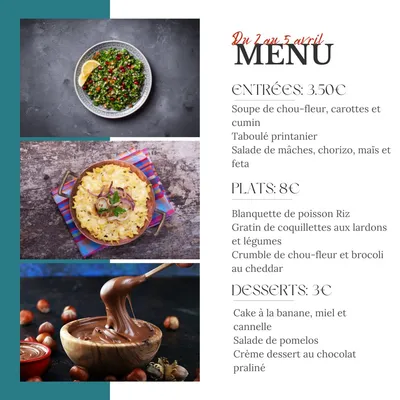 Du 2 au 5 avril
MENU
ENTRÉES: 3.50€
Soupe de chou-fleur, carottes et
cumin
Taboulé printanier
Salade de mâches, chorizo, maïs et
feta
PLATS: 8€
Blanquette de poisson Riz
Gratin de coquillettes aux lardons
et légumes
Crumble de chou-fleur et brocoli
au cheddar
DESSERTS: 3€
Cake à la banane, miel et
cannelle
Salade de pomelos
Crème dessert au chocolat
praliné